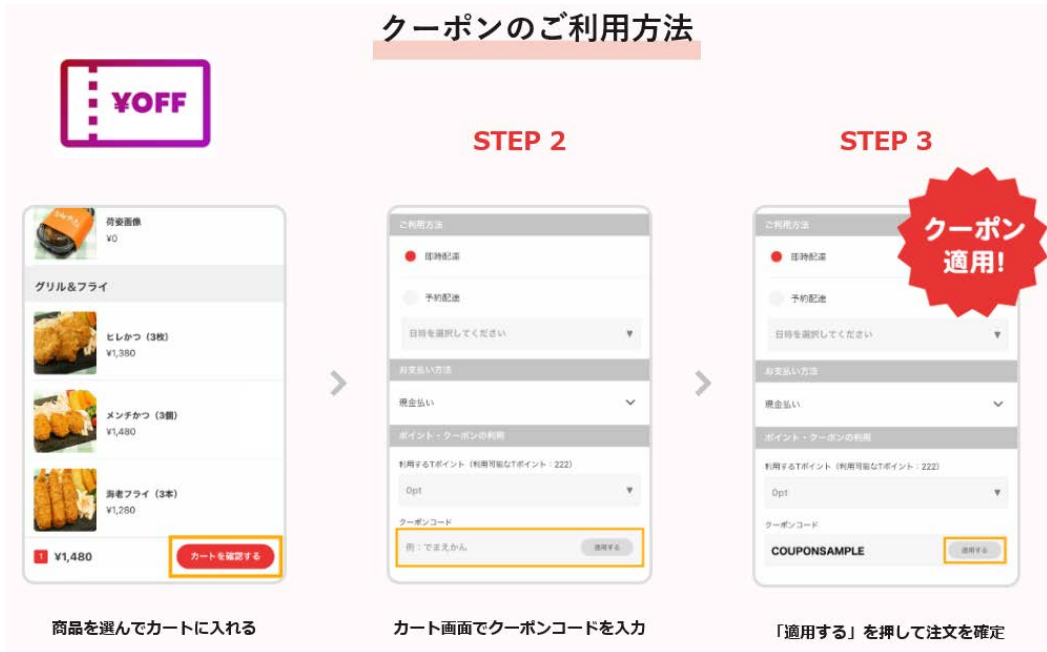 クーポンのご利用方法
¥OFF
荷姿画像
¥0
グリル&フライ
ヒレかつ（3枚）
¥1,380
メンチかつ（3個）
¥1,480
海老フライ（3本）
¥1,280
1 ¥1,480 カートを確認する
商品を選んでカートに入れる
STEP 2
ご利用方法
即時配達
予約配達
日時を選択してください ▼
お支払い方法
現金払い
ポイント・クーポンの利用
利用するTポイント（利用可能なTポイント：222）
0pt ▼
クーポンコード
例：でまえかん 適用する
カート画面でクーポンコードを入力
STEP 3
クーポン
適用!
ご利用方法
即時配達
予約配達
日時を選択してください ▼
お支払い方法
現金払い
ポイント・クーポンの利用
利用するTポイント（利用可能なTポイント：222）
0pt ▼
クーポンコード
COUPONSAMPLE 適用する
「適用する」を押して注文を確定